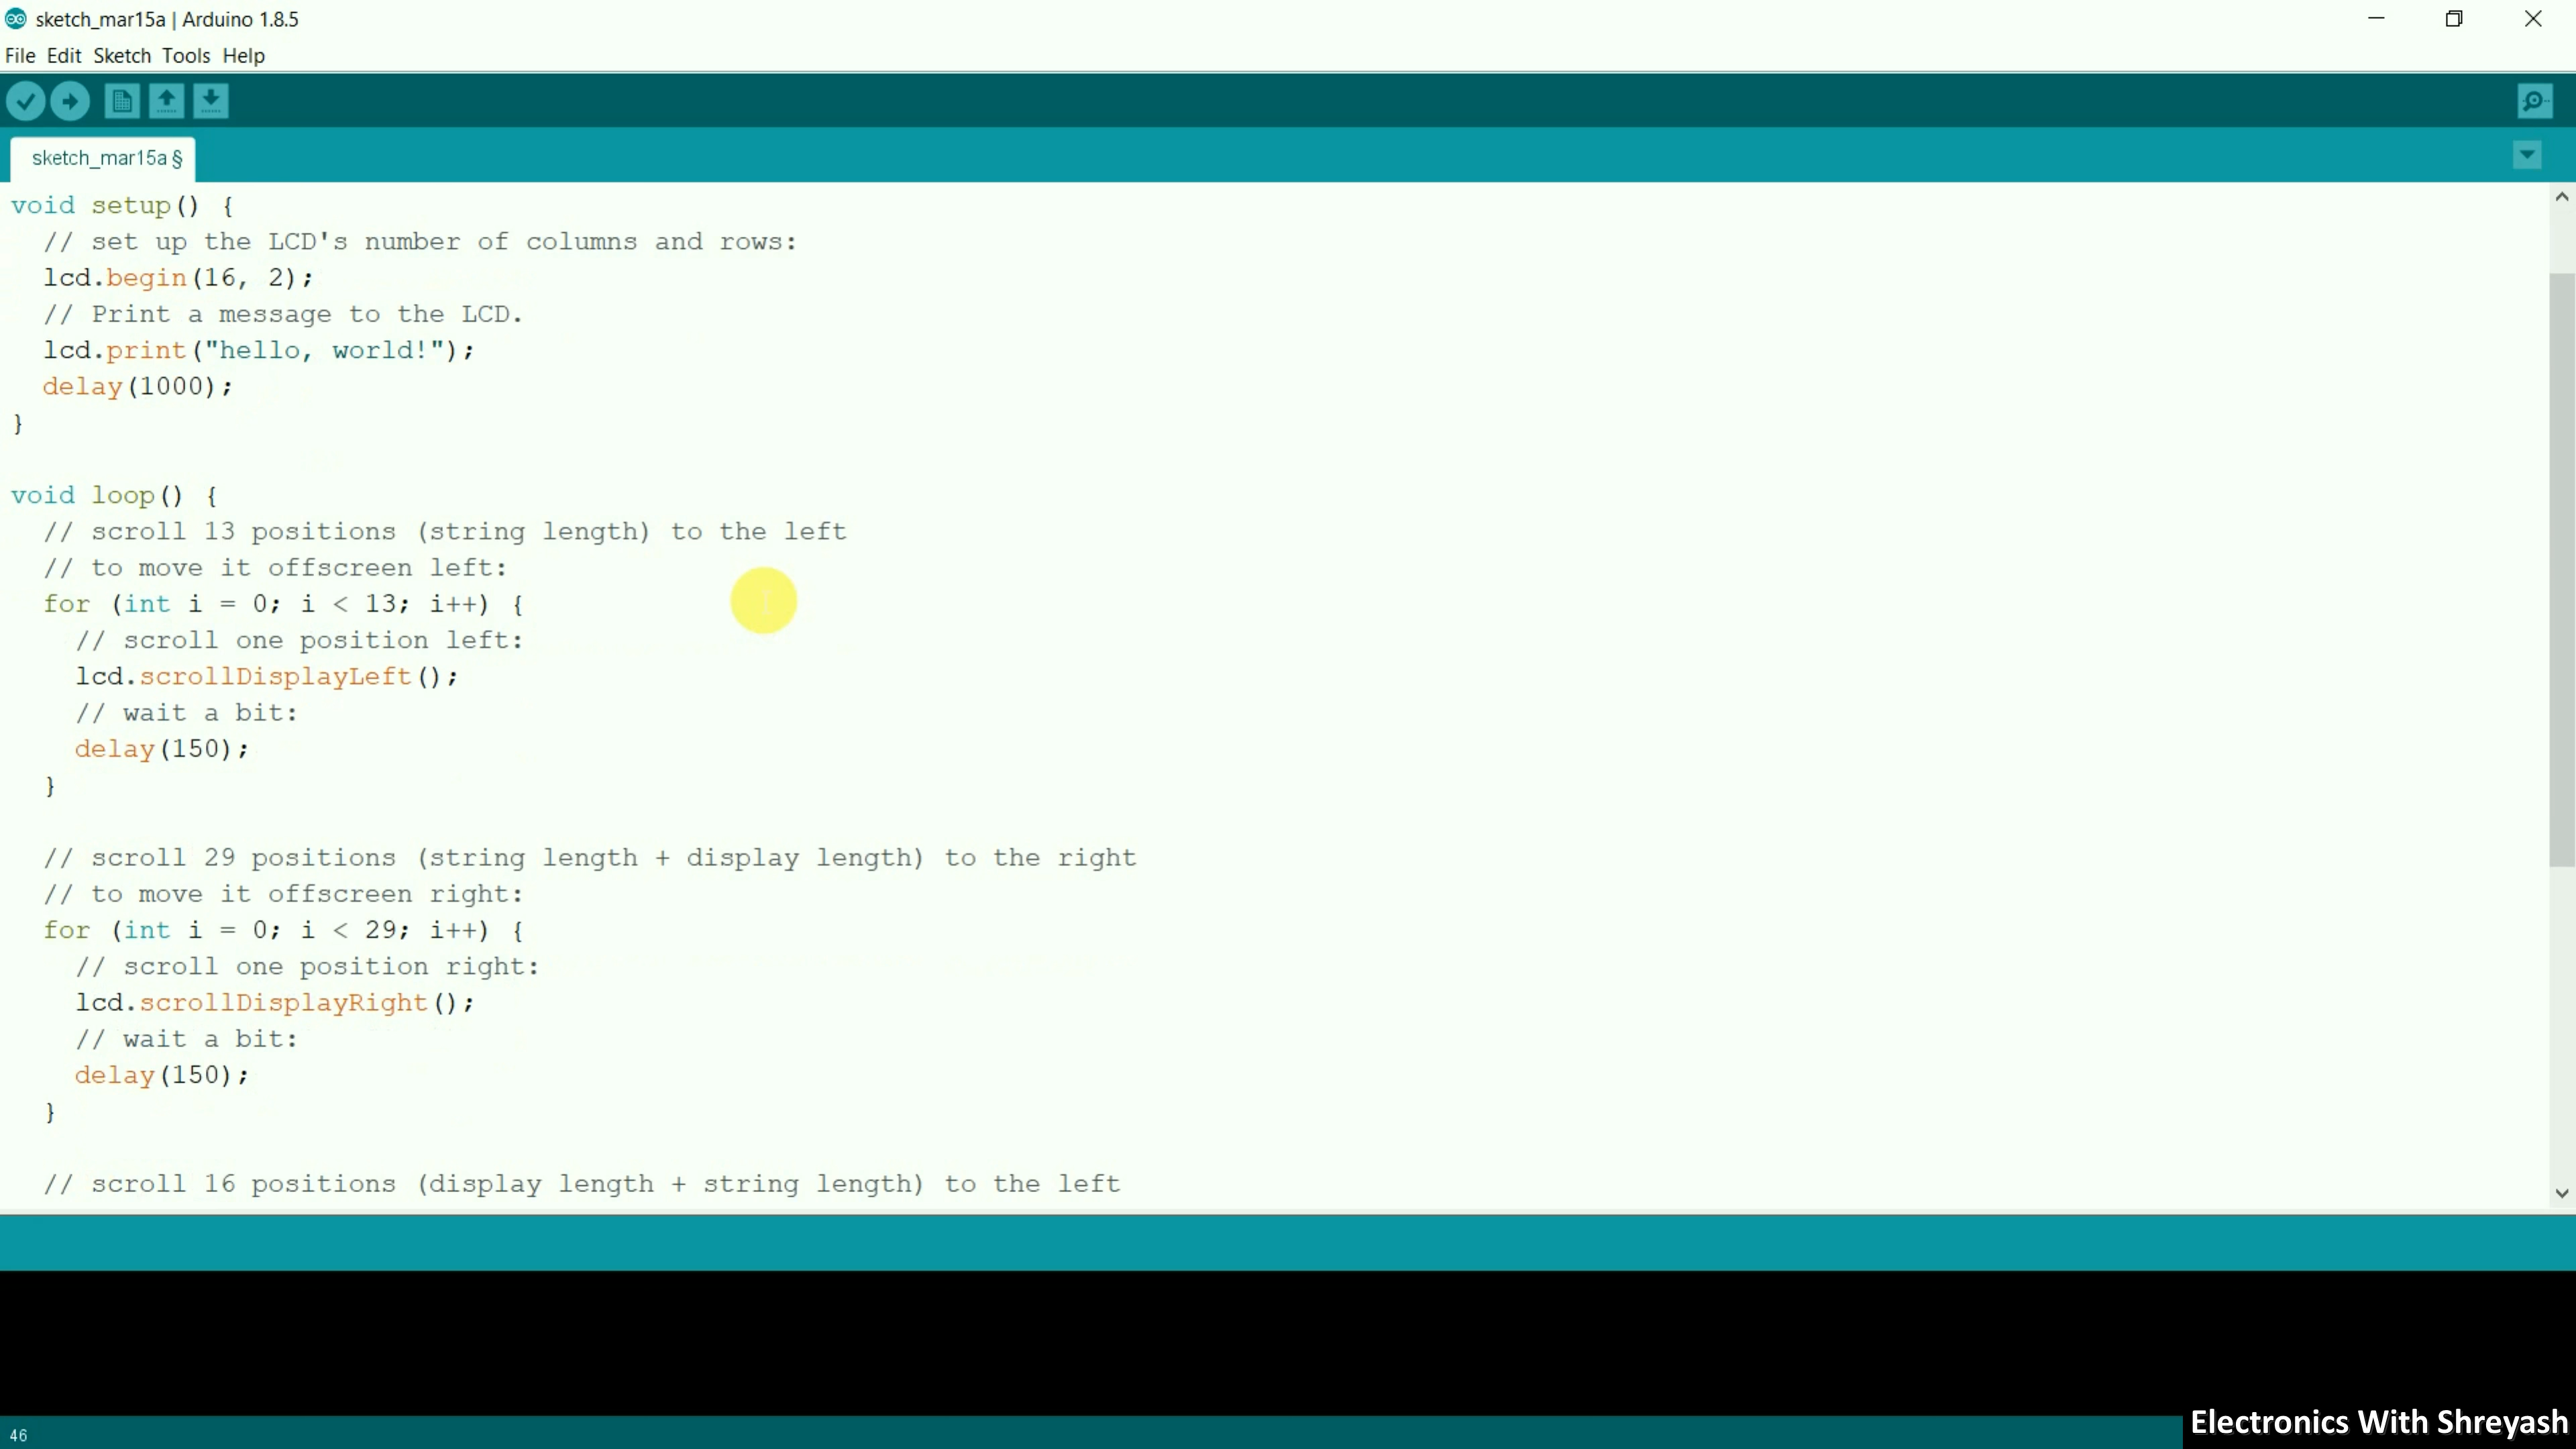 sketch_mar15a | Arduino 1.8.5
File Edit Sketch Tools Help
sketch_mar15a §
void setup() {
  // set up the LCD's number of columns and rows:
  lcd.begin(16, 2);
  // Print a message to the LCD.
  lcd.print("hello, world!");
  delay(1000);
}
void loop() {
  // scroll 13 positions (string length) to the left
  // to move it offscreen left:
  for (int i = 0; i < 13; i++) {
    // scroll one position left:
    lcd.scrollDisplayLeft();
    // wait a bit:
    delay(150);
  }
  // scroll 29 positions (string length + display length) to the right
  // to move it offscreen right:
  for (int i = 0; i < 29; i++) {
    // scroll one position right:
    lcd.scrollDisplayRight();
    // wait a bit:
    delay(150);
  }
  // scroll 16 positions (display length + string length) to the left
46
Electronics With Shreyash